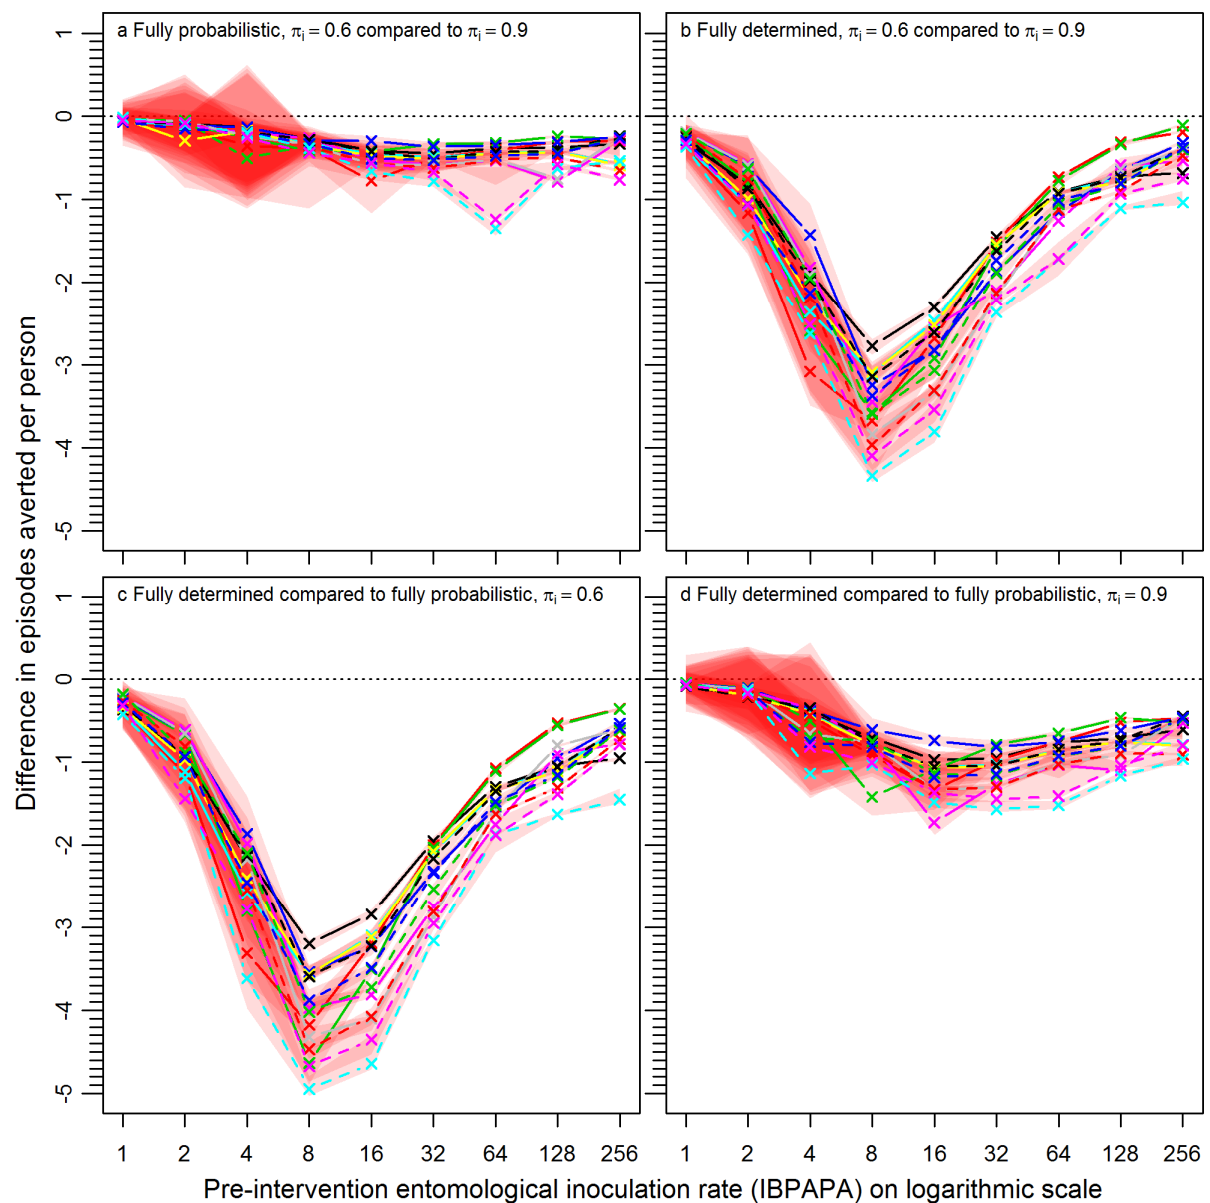 a Fully probabilistic, πi = 0.6 compared to πi = 0.9
b Fully determined, πi = 0.6 compared to πi = 0.9
1
0
-1
-2
-3
-4
-5
c Fully determined compared to fully probabilistic, πi = 0.6
d Fully determined compared to fully probabilistic, πi = 0.9
1
0
-1
-2
-3
-4
-5
Difference in episodes averted per person
1 2 4 8 16 32 64 128 256
1 2 4 8 16 32 64 128 256
Pre-intervention entomological inoculation rate (IBPAPA) on logarithmic scale